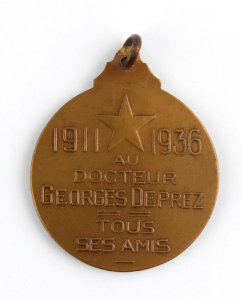 1911 1936
AU
DOCTEUR
GEORGES DEPREZ
TOUS
SES AMIS